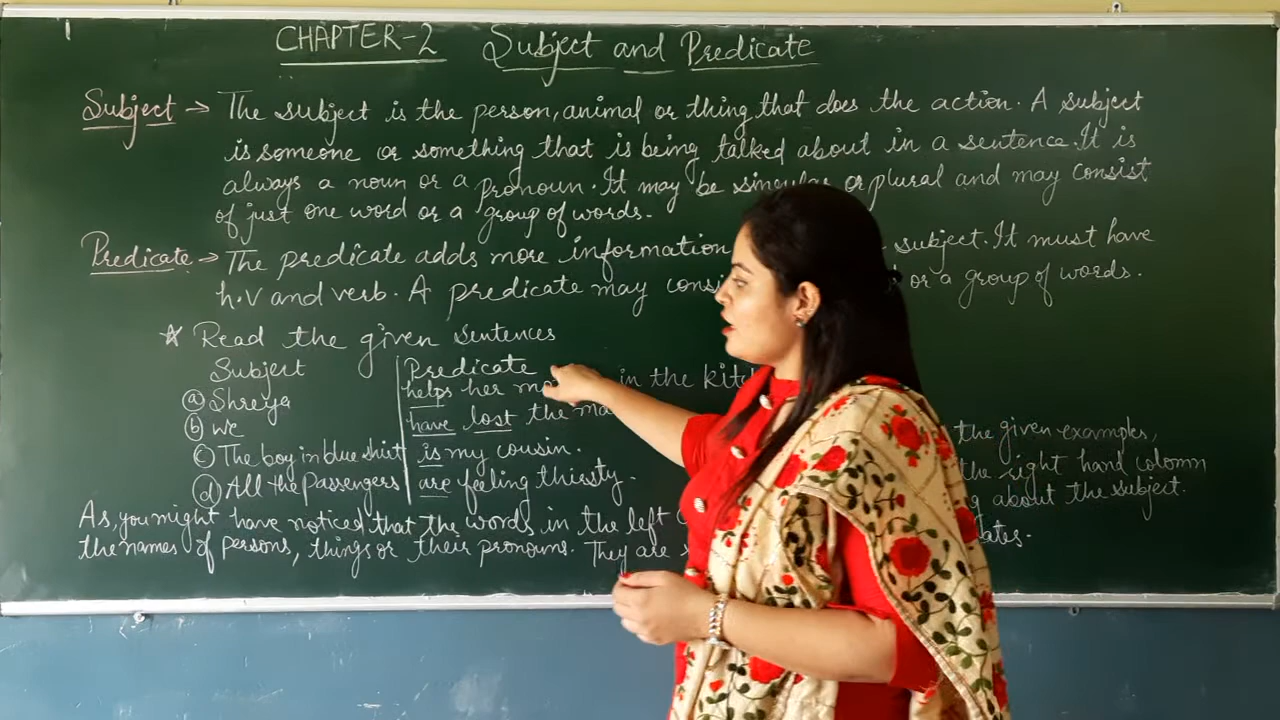 CHAPTER-2 Subject and Predicate
Subject → The subject is the person, animal or thing that does the action. A subject
is someone or something that is being talked about in a sentence. It is
always a noun or a pronoun. It may be singular or plural and may consist
of just one word or a group of words.
Predicate → The predicate adds more information subject. It must have
h.v and verb. A predicate may or a group of words.
☆ Read the given sentences
Subject Predicate
(a) Shreya helps her in the
(b) We have lost the
(c) The boy in blue shirt is my cousin.
(d) All the Passengers are feeling thirsty.
the given examples,
the right hand colomn
about the subject.
As, you might have noticed that the words in the left
the names of persons, things or their pronouns. They are